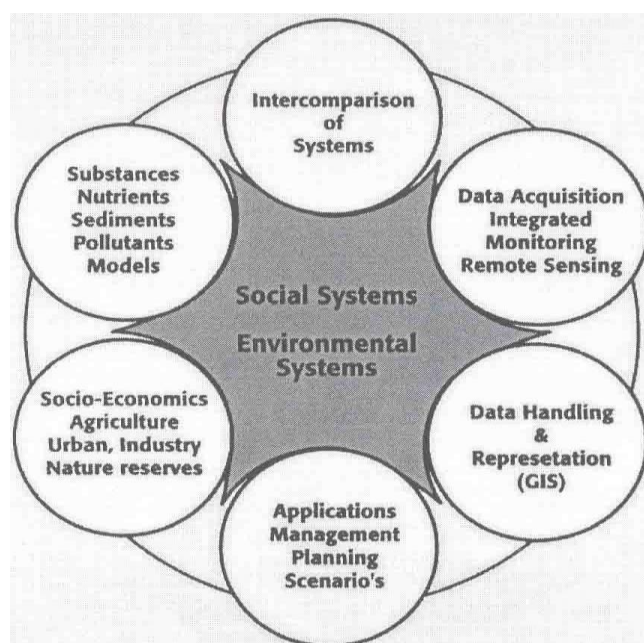 Intercomparison
of
Systems
Substances
Nutrients
Sediments
Pollutants
Models
Data Acquisition
Integrated
Monitoring
Remote Sensing
Social Systems
Environmental
Systems
Socio-Economics
Agriculture
Urban, Industry
Nature reserves
Data Handling
&
Represetation
(GIS)
Applications
Management
Planning
Scenario's